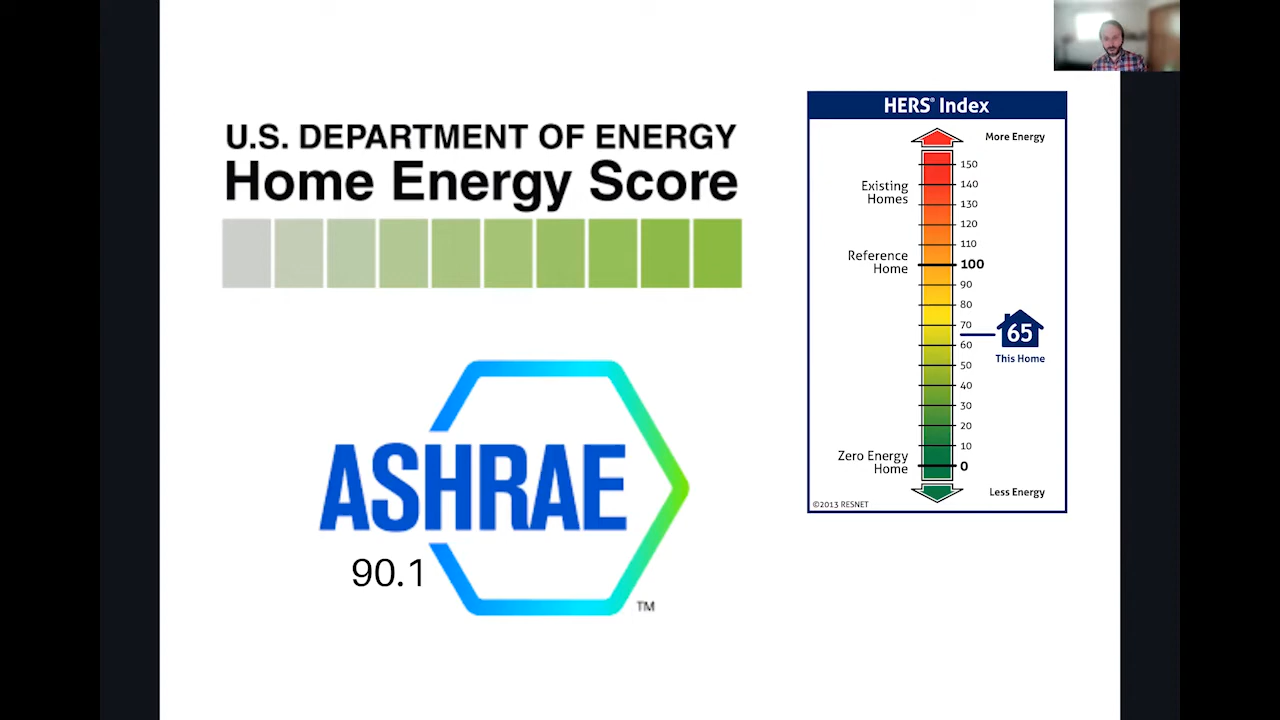 U.S. DEPARTMENT OF ENERGY
Home Energy Score
ASHRAE
90.1
TM
HERS® Index
More Energy
150
Existing
Homes
140
130
120
110
Reference
Home
100
90
80
70
65
60
This Home
50
40
30
20
10
Zero Energy
Home
0
Less Energy
©2013 RESNET